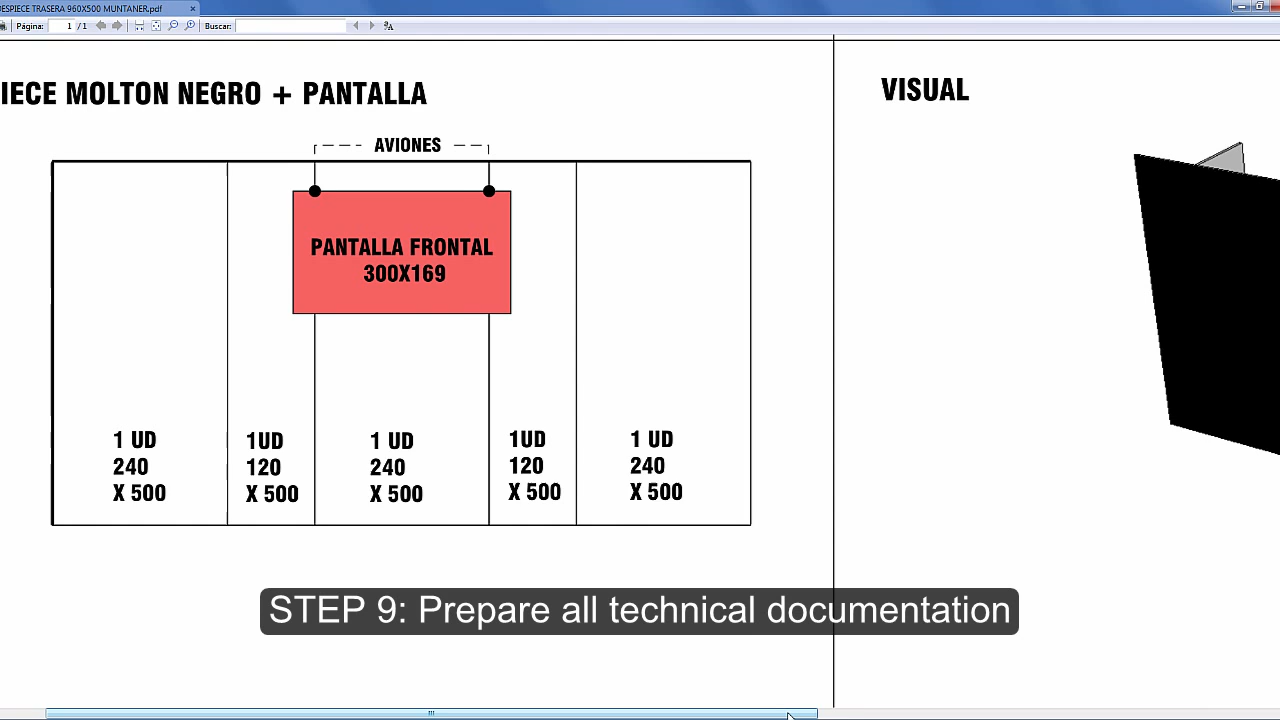 ESPIECE TRASERA 960X500 MUNTANER.pdf
Página: 1 /1 Buscar:
IECE MOLTON NEGRO + PANTALLA
VISUAL
AVIONES
PANTALLA FRONTAL
300X169
1 UD
240
X 500
1UD
120
X 500
1 UD
240
X 500
1UD
120
X 500
1 UD
240
X 500
STEP 9: Prepare all technical documentation